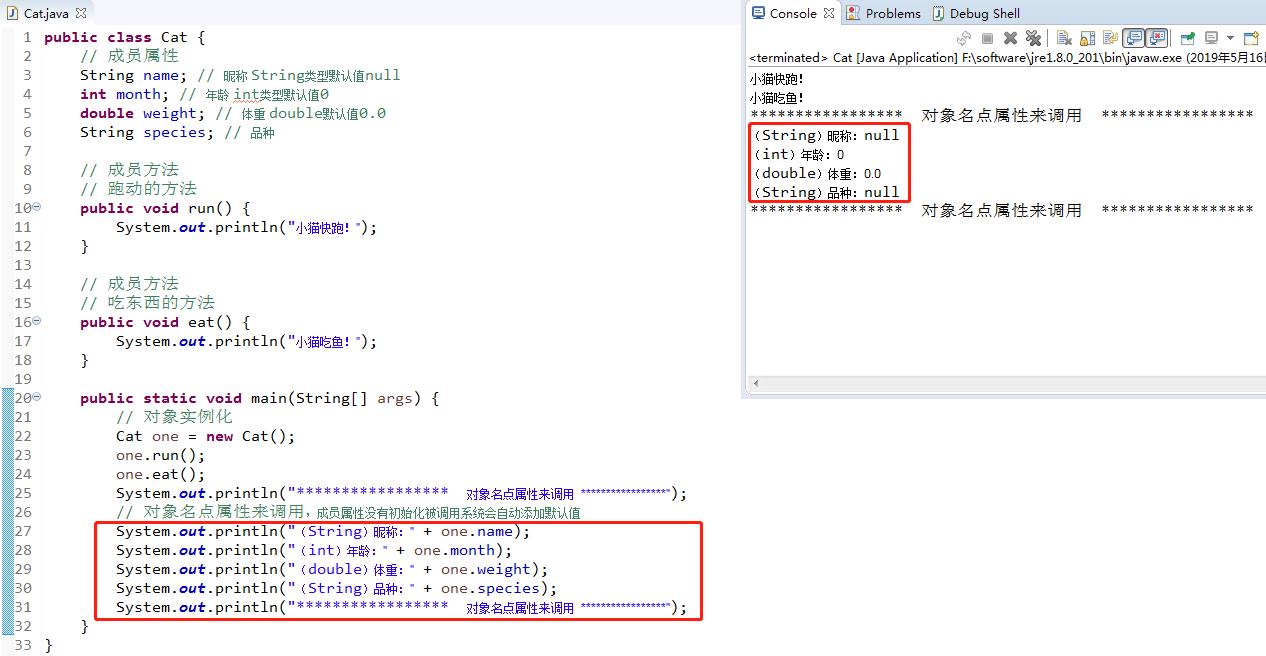 Cat.java
1 public class Cat {
2 // 成员属性
3 String name; // 昵称 String类型默认值null
4 int month; // 年龄 int类型默认值0
5 double weight; // 体重 double默认值0.0
6 String species; // 品种
7
8 // 成员方法
9 // 跑动的方法
10 public void run() {
11 System.out.println("小猫快跑！");
12 }
13
14 // 成员方法
15 // 吃东西的方法
16 public void eat() {
17 System.out.println("小猫吃鱼！");
18 }
19
20 public static void main(String[] args) {
21 // 对象实例化
22 Cat one = new Cat();
23 one.run();
24 one.eat();
25 System.out.println("***************** 对象名点属性来调用 *****************");
26 // 对象名点属性来调用，成员属性没有初始化被调用系统会自动添加默认值
27 System.out.println("（String）昵称：" + one.name);
28 System.out.println("（int）年龄：" + one.month);
29 System.out.println("（double）体重：" + one.weight);
30 System.out.println("（String）品种：" + one.species);
31 System.out.println("***************** 对象名点属性来调用 *****************");
32 }
33 }
Console Problems Debug Shell
<terminated> Cat [Java Application] F:\software\jre1.8.0_201\bin\javaw.exe (2019年5月16
小猫快跑！
小猫吃鱼！
***************** 对象名点属性来调用 *****************
（String）昵称：null
（int）年龄：0
（double）体重：0.0
（String）品种：null
***************** 对象名点属性来调用 *****************